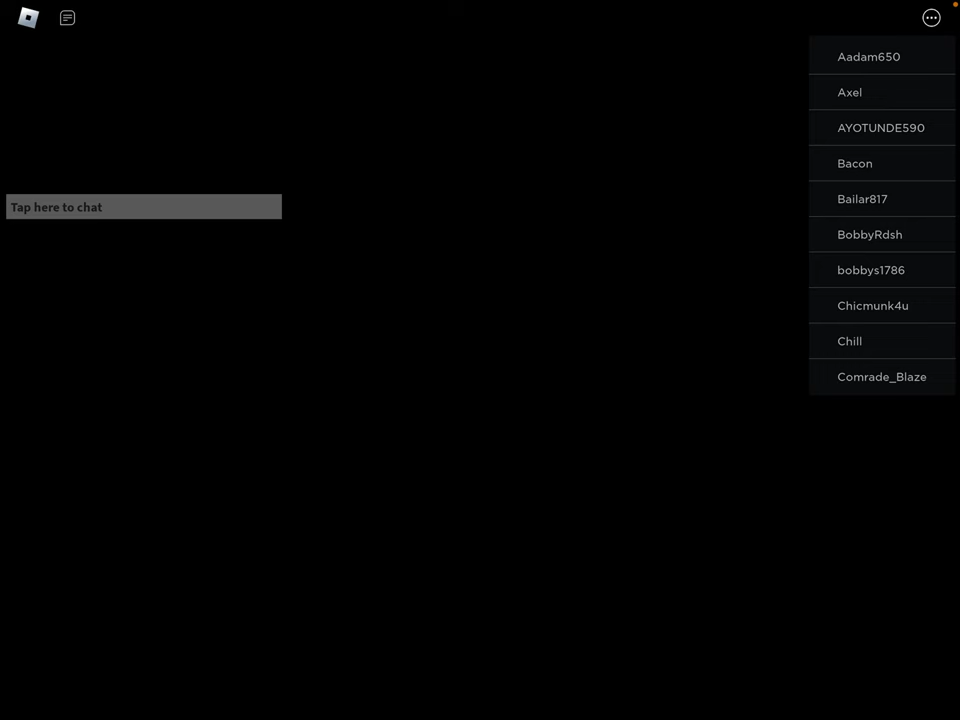 Aadam650
Axel
AYOTUNDE590
Bacon
Tap here to chat
Bailar817
BobbyRdsh
bobbys1786
Chicmunk4u
Chill
Comrade_Blaze